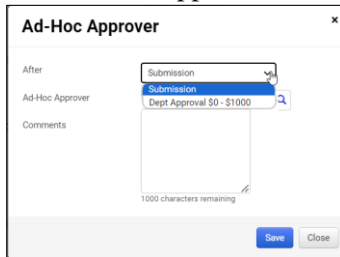 Ad-Hoc Approver
×
After
Submission
Submission
Dept Approval $0 - $1000
Ad-Hoc Approver
Comments
1000 characters remaining
Save Close